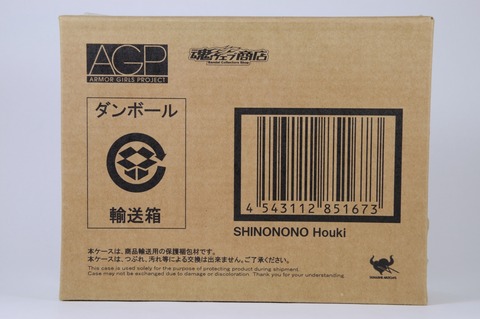 AGP
ARMOR GIRLS PROJECT
魂ウェブ商店
ダンボール
輸送箱
4 543112 851673
SHINONONO Houki
本ケースは、商品輸送用の保護梱包材です。
本ケースは、つぶれ、汚れ等による交換は出来ません。ご了承ください。
This case is used solely for the purpose of protecting product during shipment.
Case may not be exchanged due to damage or discoloration. Thank you for your understanding.